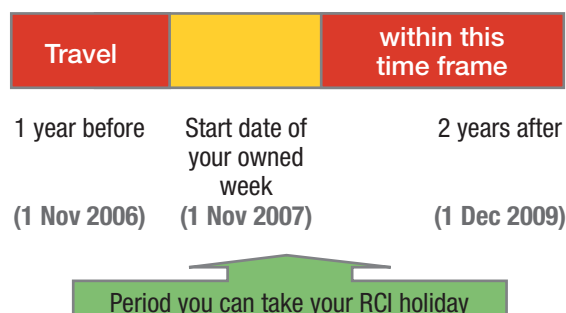 Travel
within this
time frame
1 year before
Start date of
your owned
week
2 years after
(1 Nov 2006)
(1 Nov 2007)
(1 Dec 2009)
Period you can take your RCI holiday